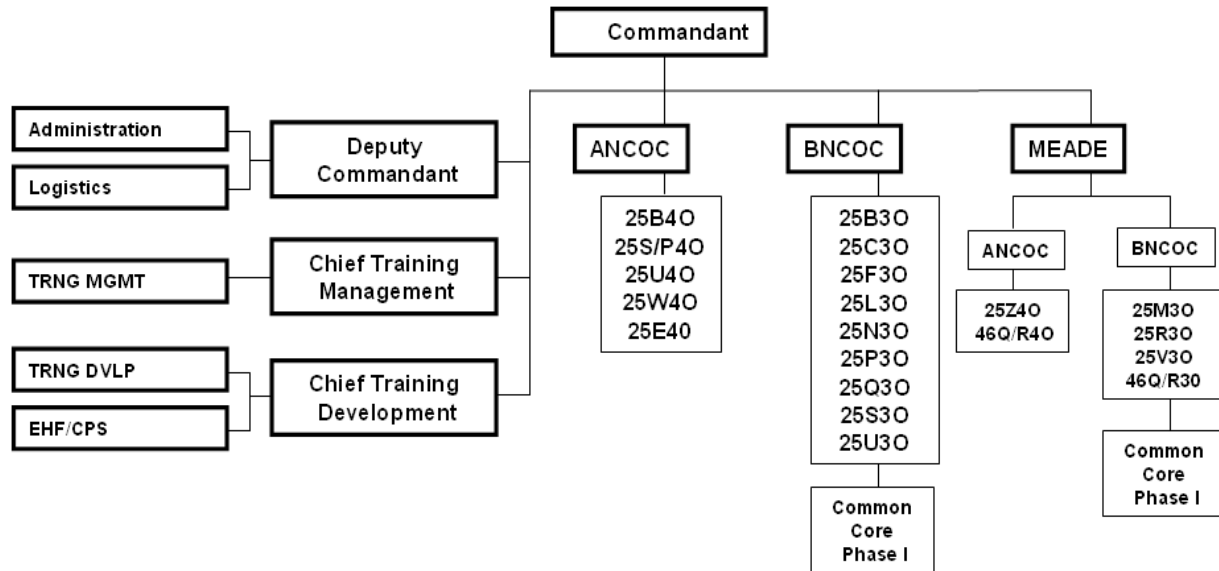 Commandant
Administration
Logistics
Deputy
Commandant
TRNG MGMT
Chief Training
Management
TRNG DVLP
EHF/CPS
Chief Training
Development
ANCOC
25B4O
25S/P4O
25U4O
25W4O
25E40
BNCOC
25B3O
25C3O
25F3O
25L3O
25N3O
25P3O
25Q3O
25S3O
25U3O
Common
Core
Phase I
MEADE
ANCOC
25Z4O
46Q/R4O
BNCOC
25M3O
25R3O
25V3O
46Q/R30
Common
Core
Phase I